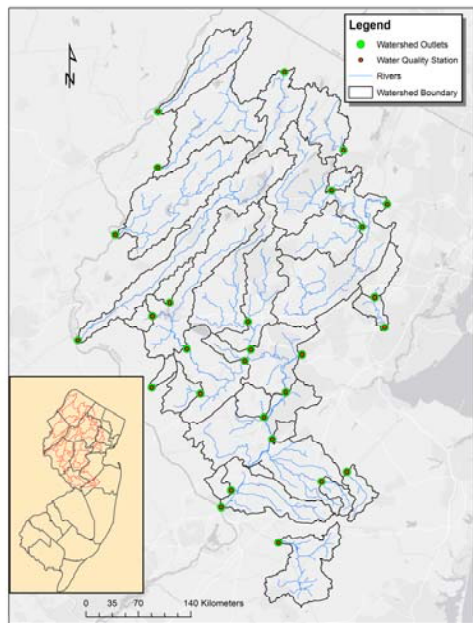 Legend
Watershed Outlets
Water Quality Station
Rivers
Watershed Boundary
N
0 35 70 140 Kilometers